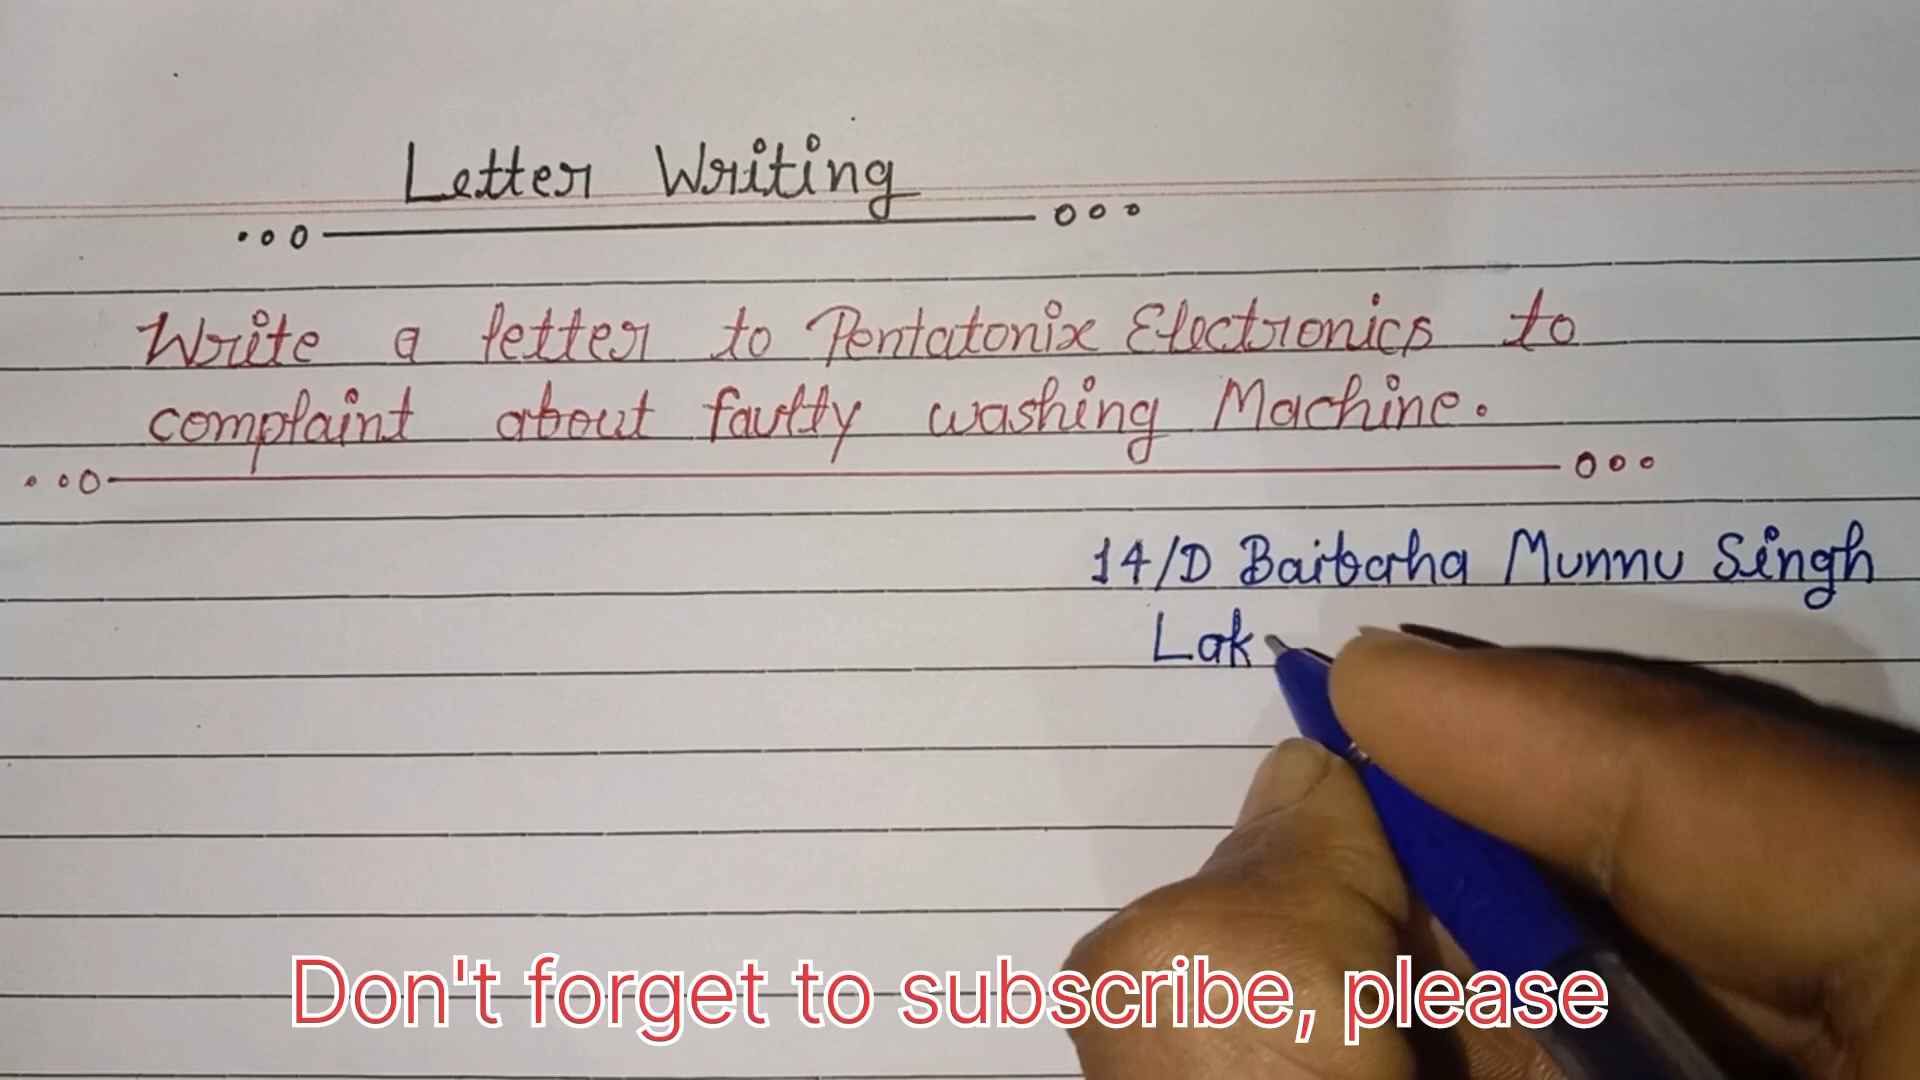 Letter Writing
Write a letter to Pentatonix Electronics to
complaint about faulty washing Machine.
14/D Baibarha Munnu Singh
Lak
Don't forget to subscribe, please